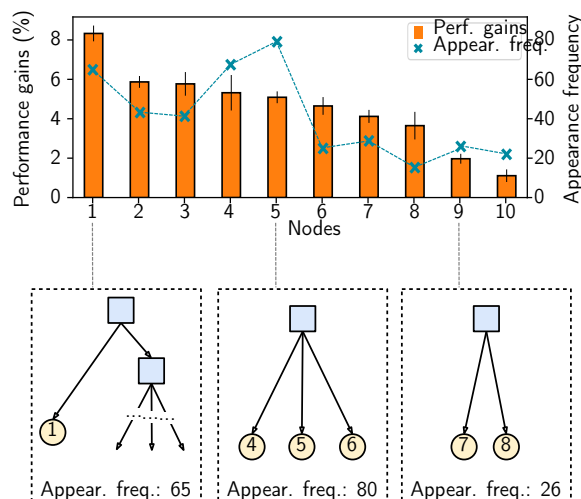 Performance gains (%)
8
6
4
2
0
Perf. gains
Appear. freq.
80
60
40
20
0
Appearance frequency
1 2 3 4 5 6 7 8 9 10
Nodes
1
4 5 6
7 8
Appear. freq.: 65
Appear. freq.: 80
Appear. freq.: 26